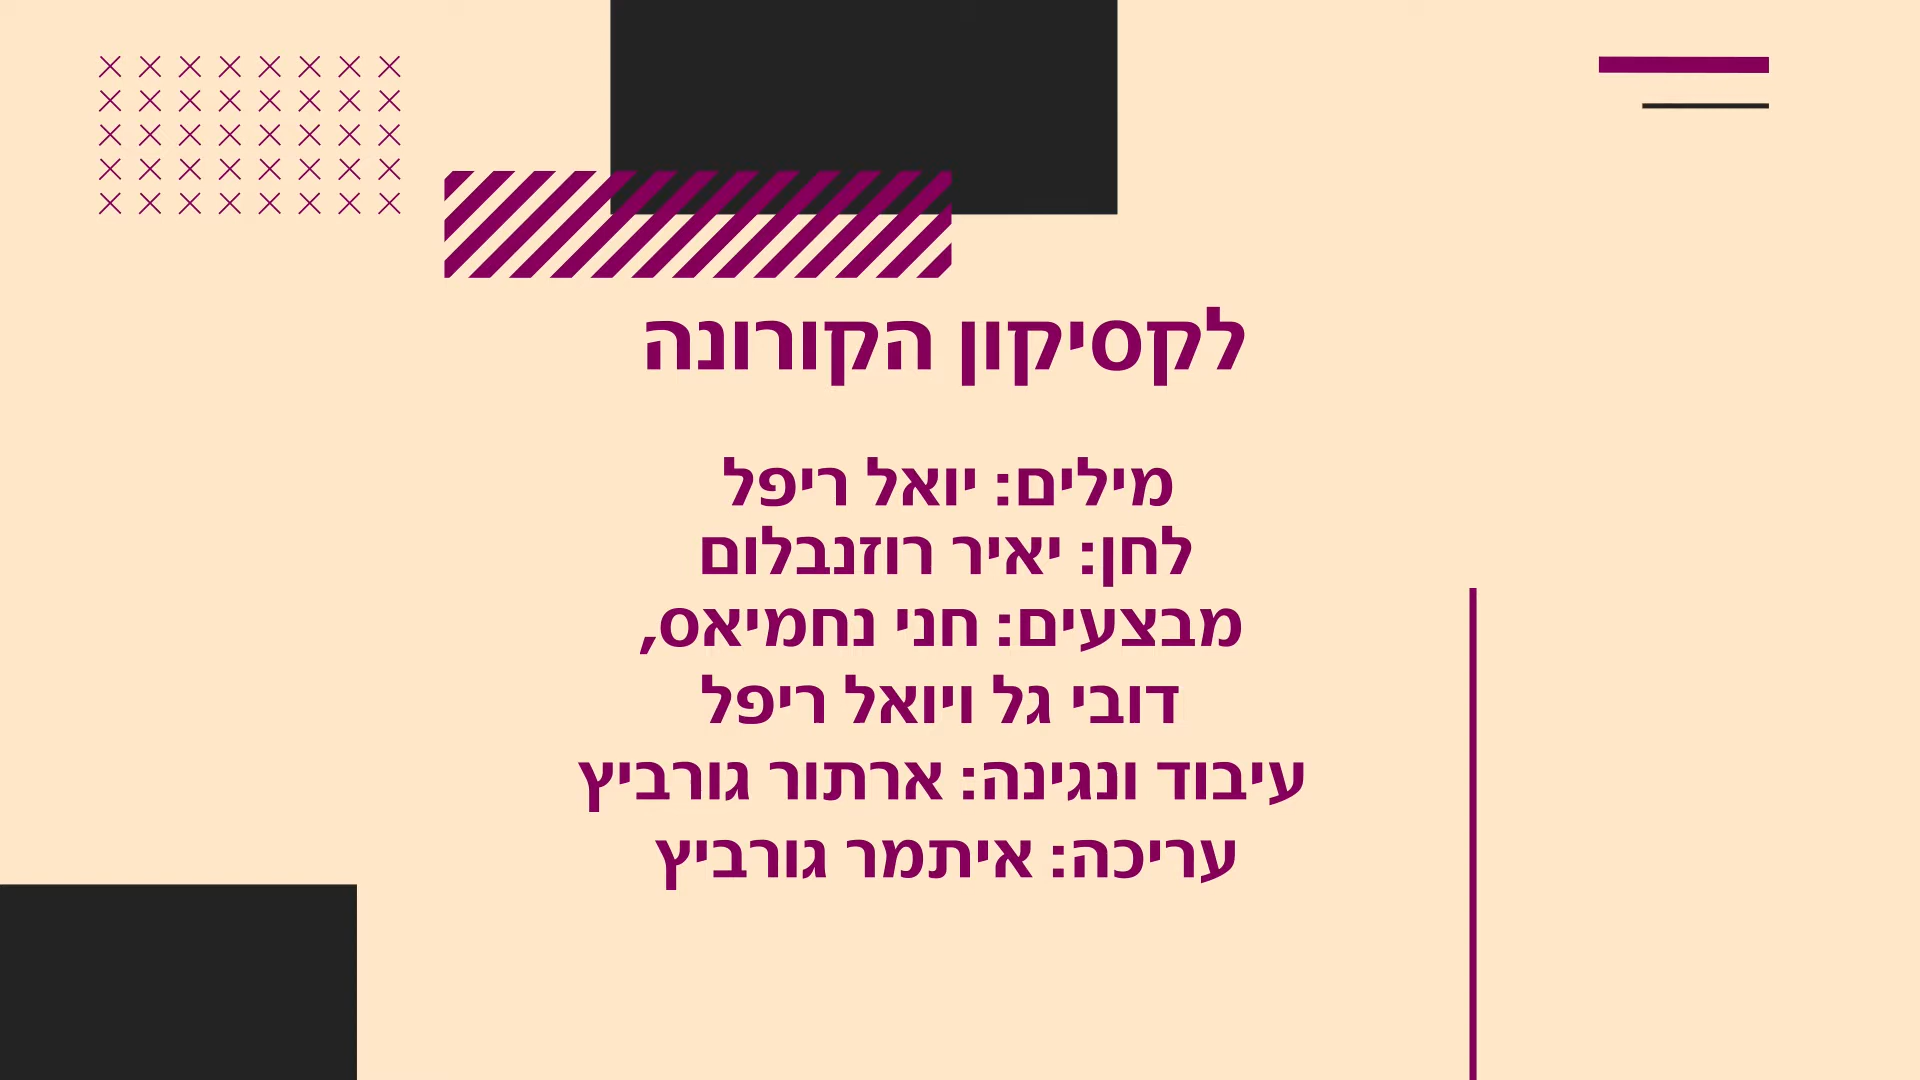 לקסיקון הקורונה
מילים: יואל ריפל
לחן: יאיר רוזנבלום
מבצעים: חני נחמיאס,
דובי גל ויואל ריפל
עיבוד ונגינה: ארתור גורביץ
עריכה: איתמר גורביץ